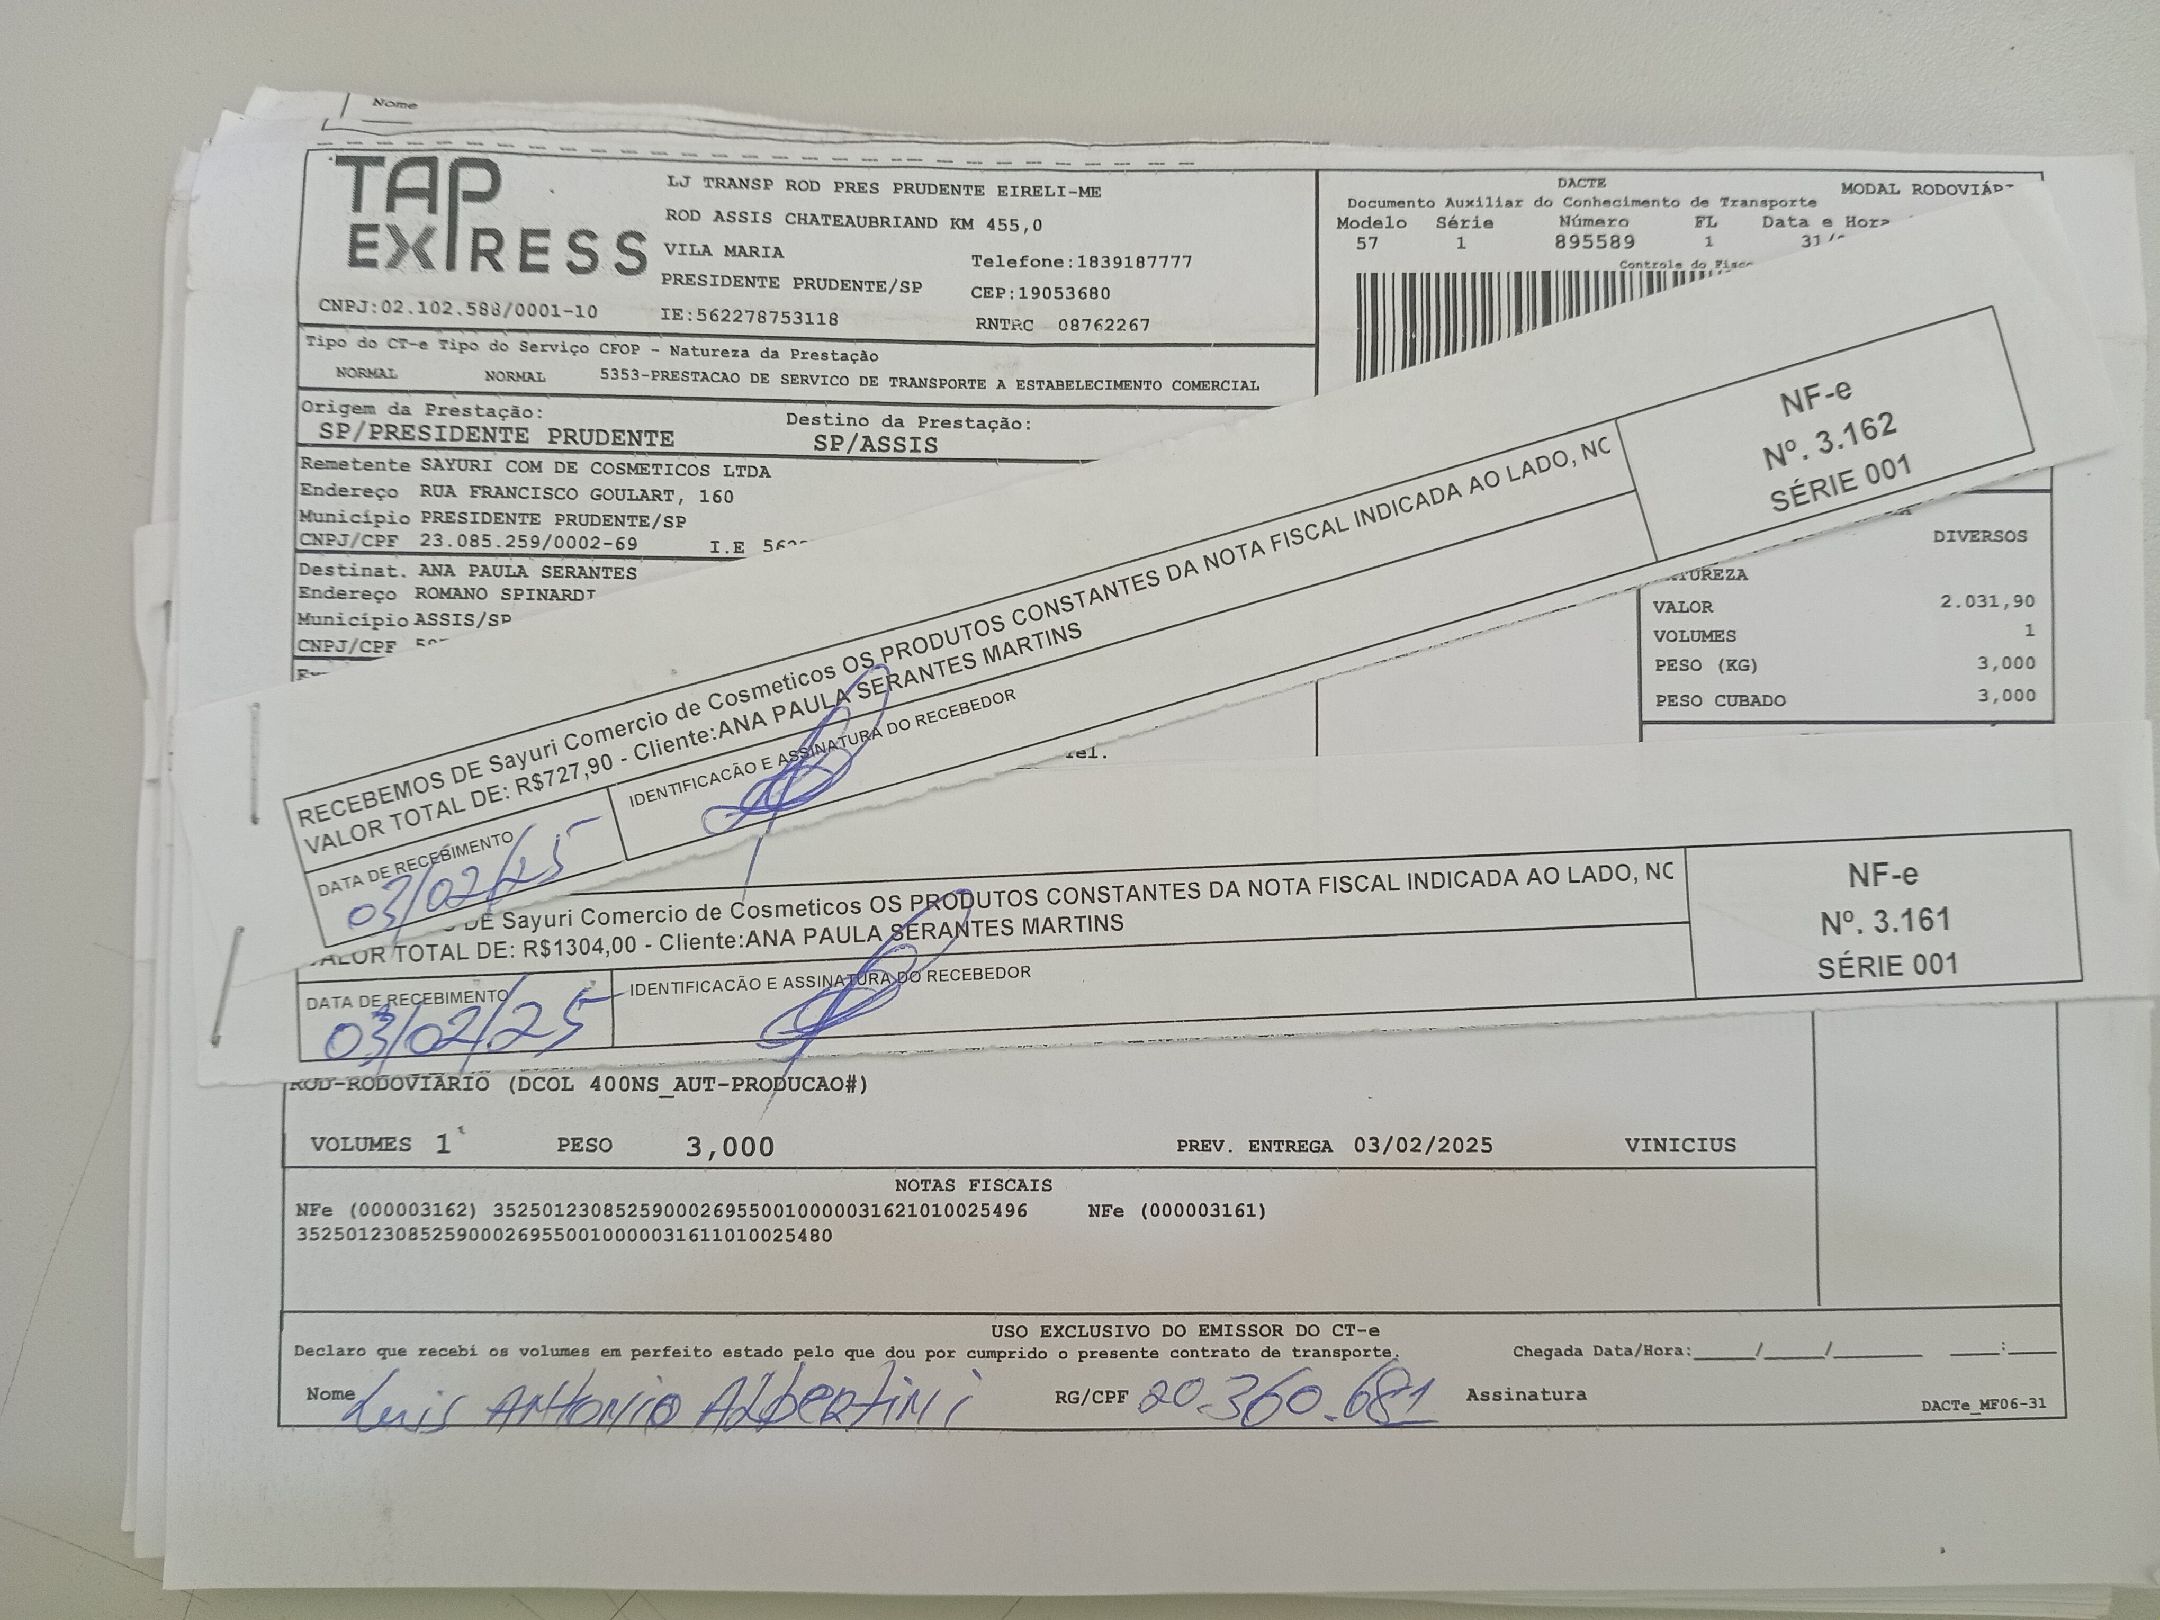 Nome
TAP EXPRESS
LJ TRANSP ROD PRES PRUDENTE EIRELI-ME
ROD ASSIS CHATEAUBRIAND KM 455,0
VILA MARIA
Telefone:1839187777
PRESIDENTE PRUDENTE/SP
CEP:19053680
CNPJ:02.102.588/0001-10
IE:562278753118
RNTRC 08762267
DACTE
MODAL RODOVIÁR
Documento Auxiliar do Conhecimento de Transporte
Modelo Série Número FL Data e Hora
57 1 895589 1 31/
Controle do Fisco
Tipo do CT-e Tipo do Serviço CFOP - Natureza da Prestação
NORMAL NORMAL 5353-PRESTACAO DE SERVICO DE TRANSPORTE A ESTABELECIMENTO COMERCIAL
Origem da Prestação: Destino da Prestação:
SP/PRESIDENTE PRUDENTE SP/ASSIS
Remetente SAYURI COM DE COSMETICOS LTDA
Endereço RUA FRANCISCO GOULART, 160
Município PRESIDENTE PRUDENTE/SP
CNPJ/CPF 23.085.259/0002-69 I.E
Destinat. ANA PAULA SERANTES
Endereço ROMANO SPINARDI
Município ASSIS/SP
CNPJ/CPF
DIVERSOS
VALOR 2.031,90
VOLUMES 1
PESO (KG) 3,000
PESO CUBADO 3,000
RECEBEMOS DE Sayuri Comercio de Cosmeticos OS PRODUTOS CONSTANTES DA NOTA FISCAL INDICADA AO LADO, NO
VALOR TOTAL DE: R$727,90 - Cliente:ANA PAULA SERANTES MARTINS
DATA DE RECEBIMENTO
03/02/25
IDENTIFICACÃO E ASSINATURA DO RECEBEDOR
NF-e
Nº. 3.162
SÉRIE 001
DE Sayuri Comercio de Cosmeticos OS PRODUTOS CONSTANTES DA NOTA FISCAL INDICADA AO LADO, NO
VALOR TOTAL DE: R$1304,00 - Cliente:ANA PAULA SERANTES MARTINS
DATA DE RECEBIMENTO
03/02/25
IDENTIFICACÃO E ASSINATURA DO RECEBEDOR
NF-e
Nº. 3.161
SÉRIE 001
ROD-RODOVIARIO (DCOL 400NS_AUT-PRODUCAO#)
VOLUMES 1 PESO 3,000 PREV. ENTREGA 03/02/2025 VINICIUS
NOTAS FISCAIS
NFe (000003162) 35250123085259000269550010000031621010025496 NFe (000003161)
35250123085259000269550010000031611010025480
USO EXCLUSIVO DO EMISSOR DO CT-e
Declaro que recebi os volumes em perfeito estado pelo que dou por cumprido o presente contrato de transporte. Chegada Data/Hora:____/____/______ ___:___
Nome Luis Antonio Albertini RG/CPF 20.360.681 Assinatura
DACTe_MF06-31